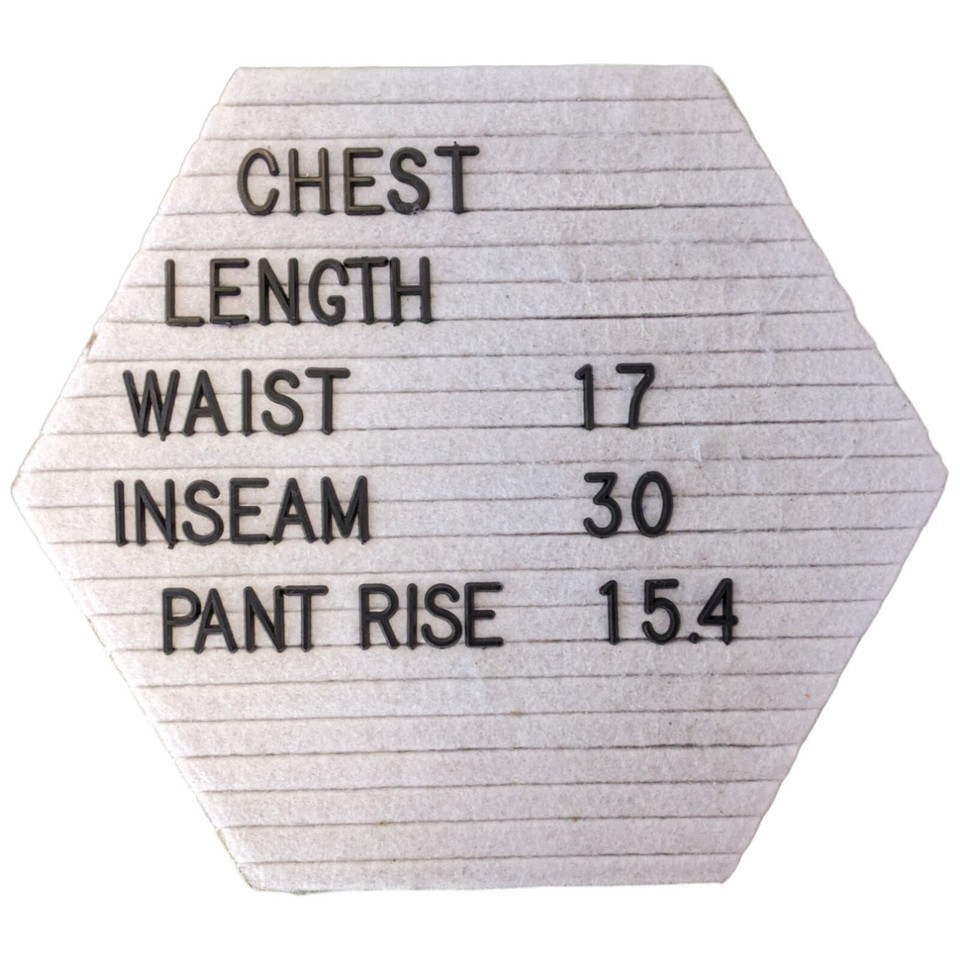 CHEST
LENGTH
WAIST 17
INSEAM 30
PANT RISE 15.4